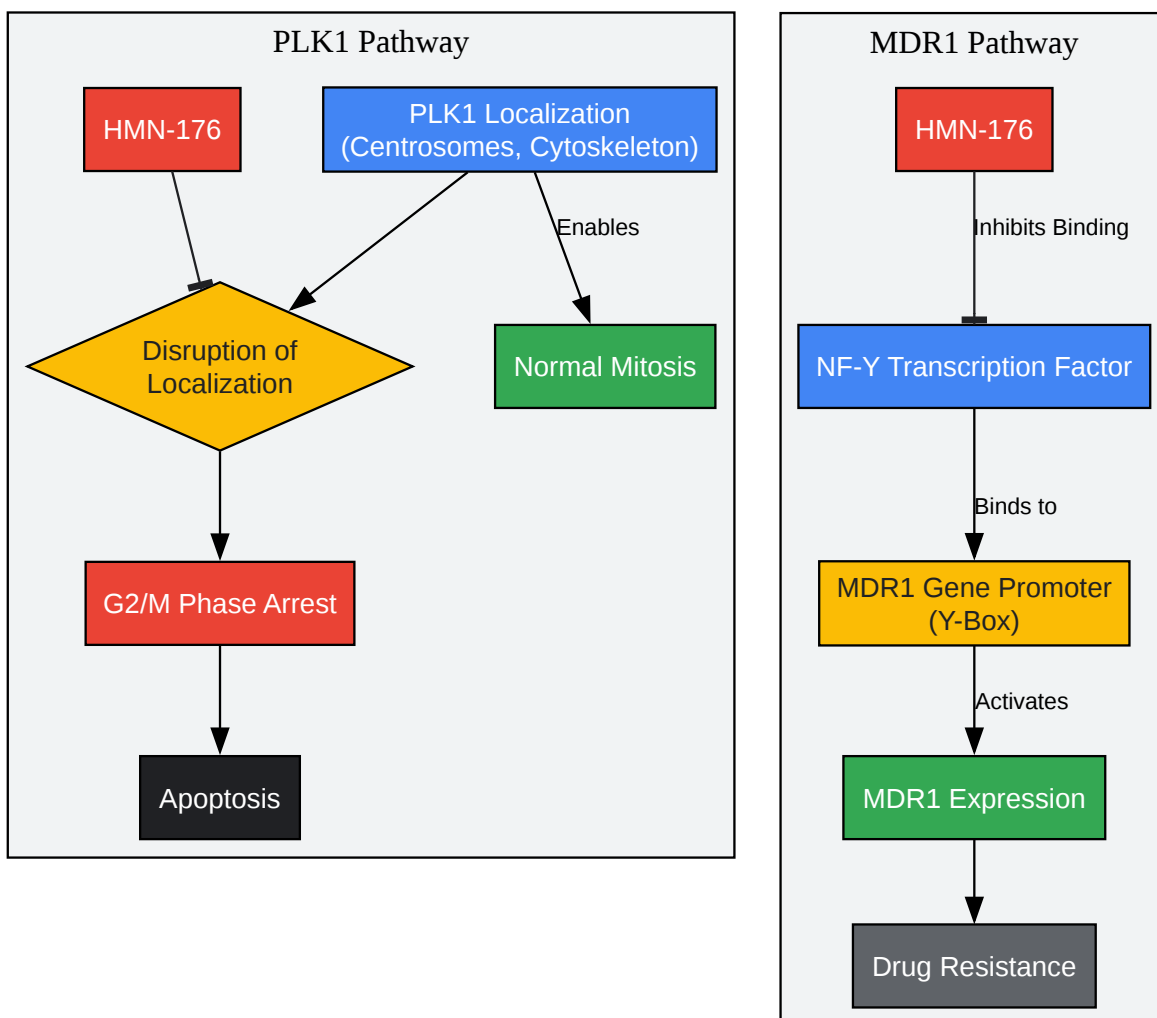 PLK1 Pathway
HMN-176
PLK1 Localization
(Centrosomes, Cytoskeleton)
Enables
Disruption of
Localization
Normal Mitosis
G2/M Phase Arrest
Apoptosis
MDR1 Pathway
HMN-176
Inhibits Binding
NF-Y Transcription Factor
Binds to
MDR1 Gene Promoter
(Y-Box)
Activates
MDR1 Expression
Drug Resistance